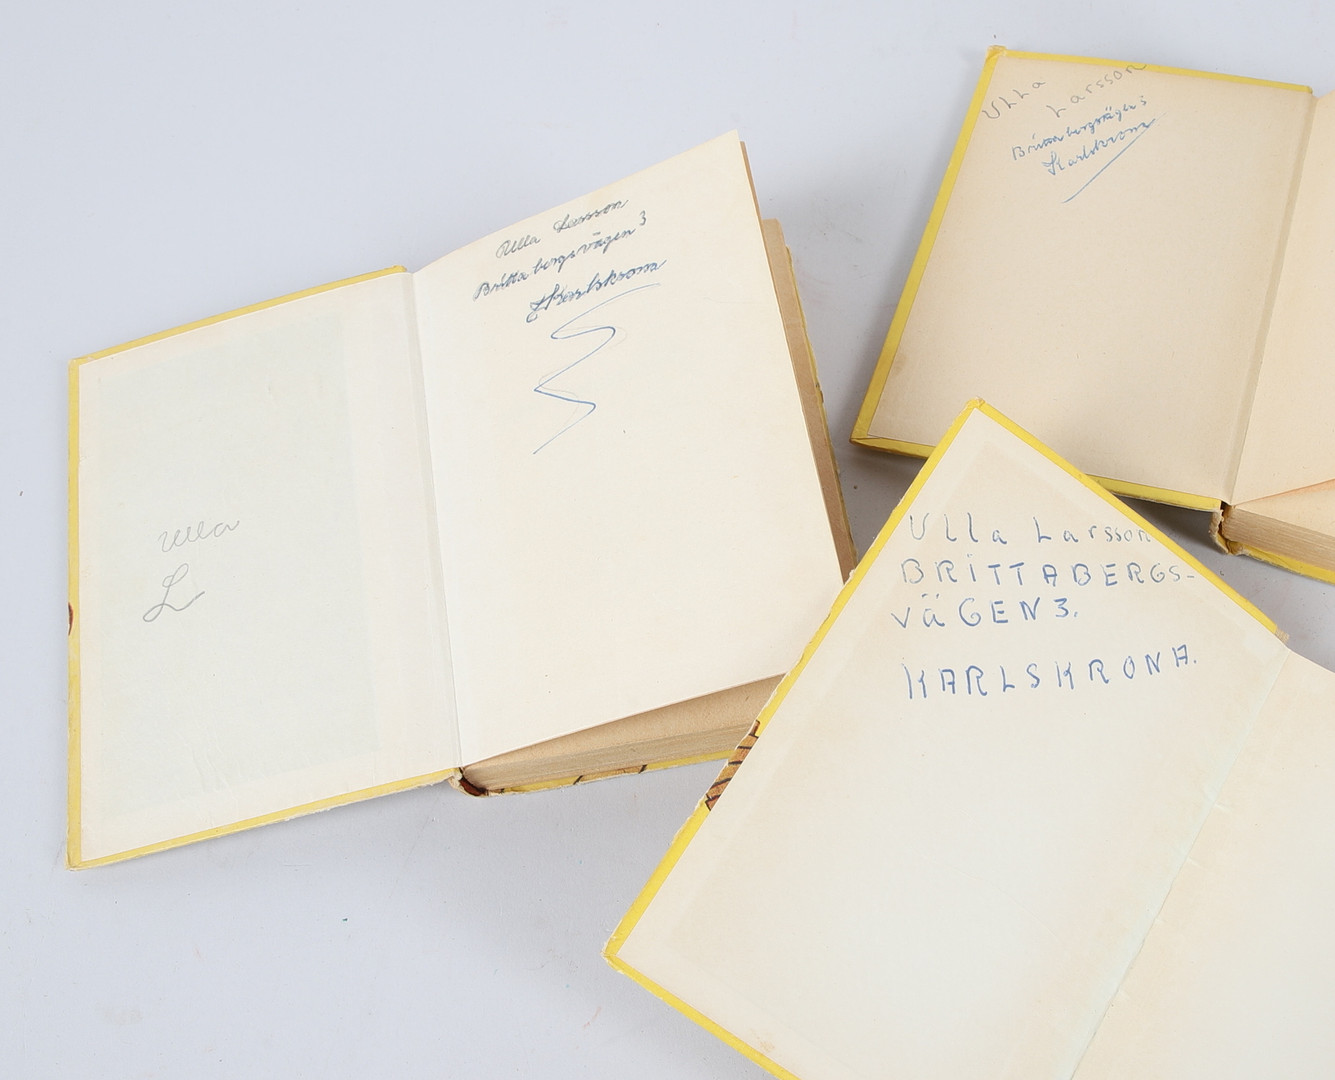 Ulla Larsson
Brittabergsvägen 3
Karlskrona
Ulla
L
Ulla
Larsson
Brittabergsvägen 3
Karlskrona
Ulla Larsson
BRITTABERGS-
VäGEN 3.
KARLSKRONA.